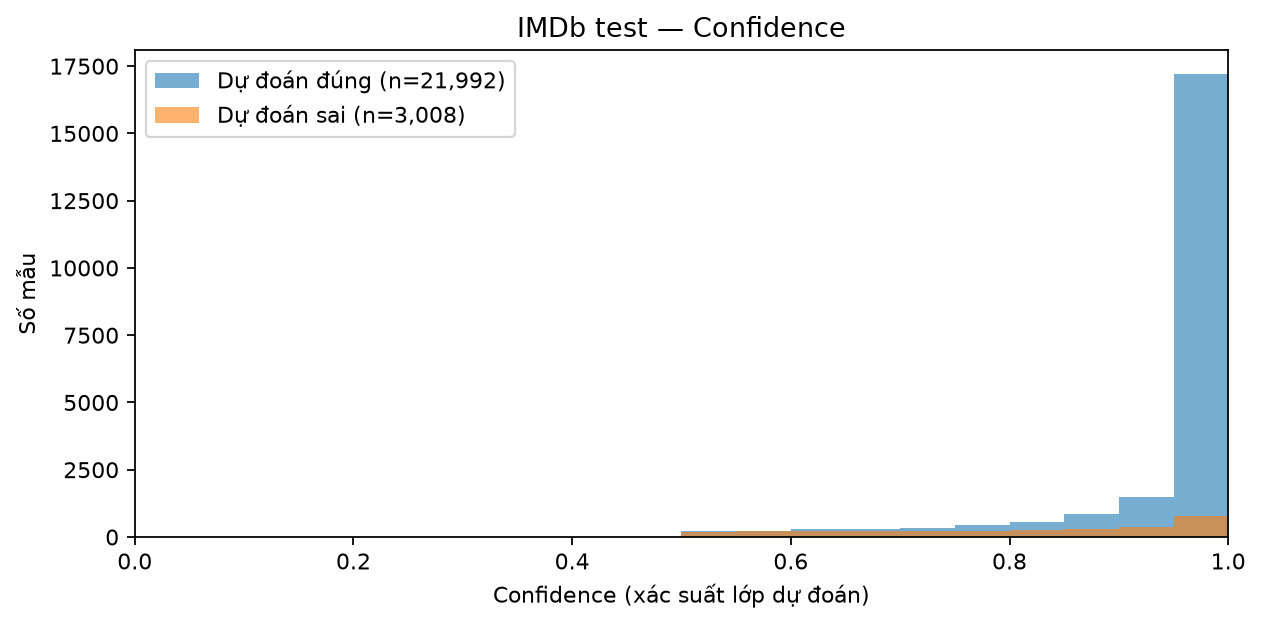 IMDb test — Confidence
Dự đoán đúng (n=21,992)
Dự đoán sai (n=3,008)
Số mẫu
17500
15000
12500
10000
7500
5000
2500
0
0.0 0.2 0.4 0.6 0.8 1.0
Confidence (xác suất lớp dự đoán)